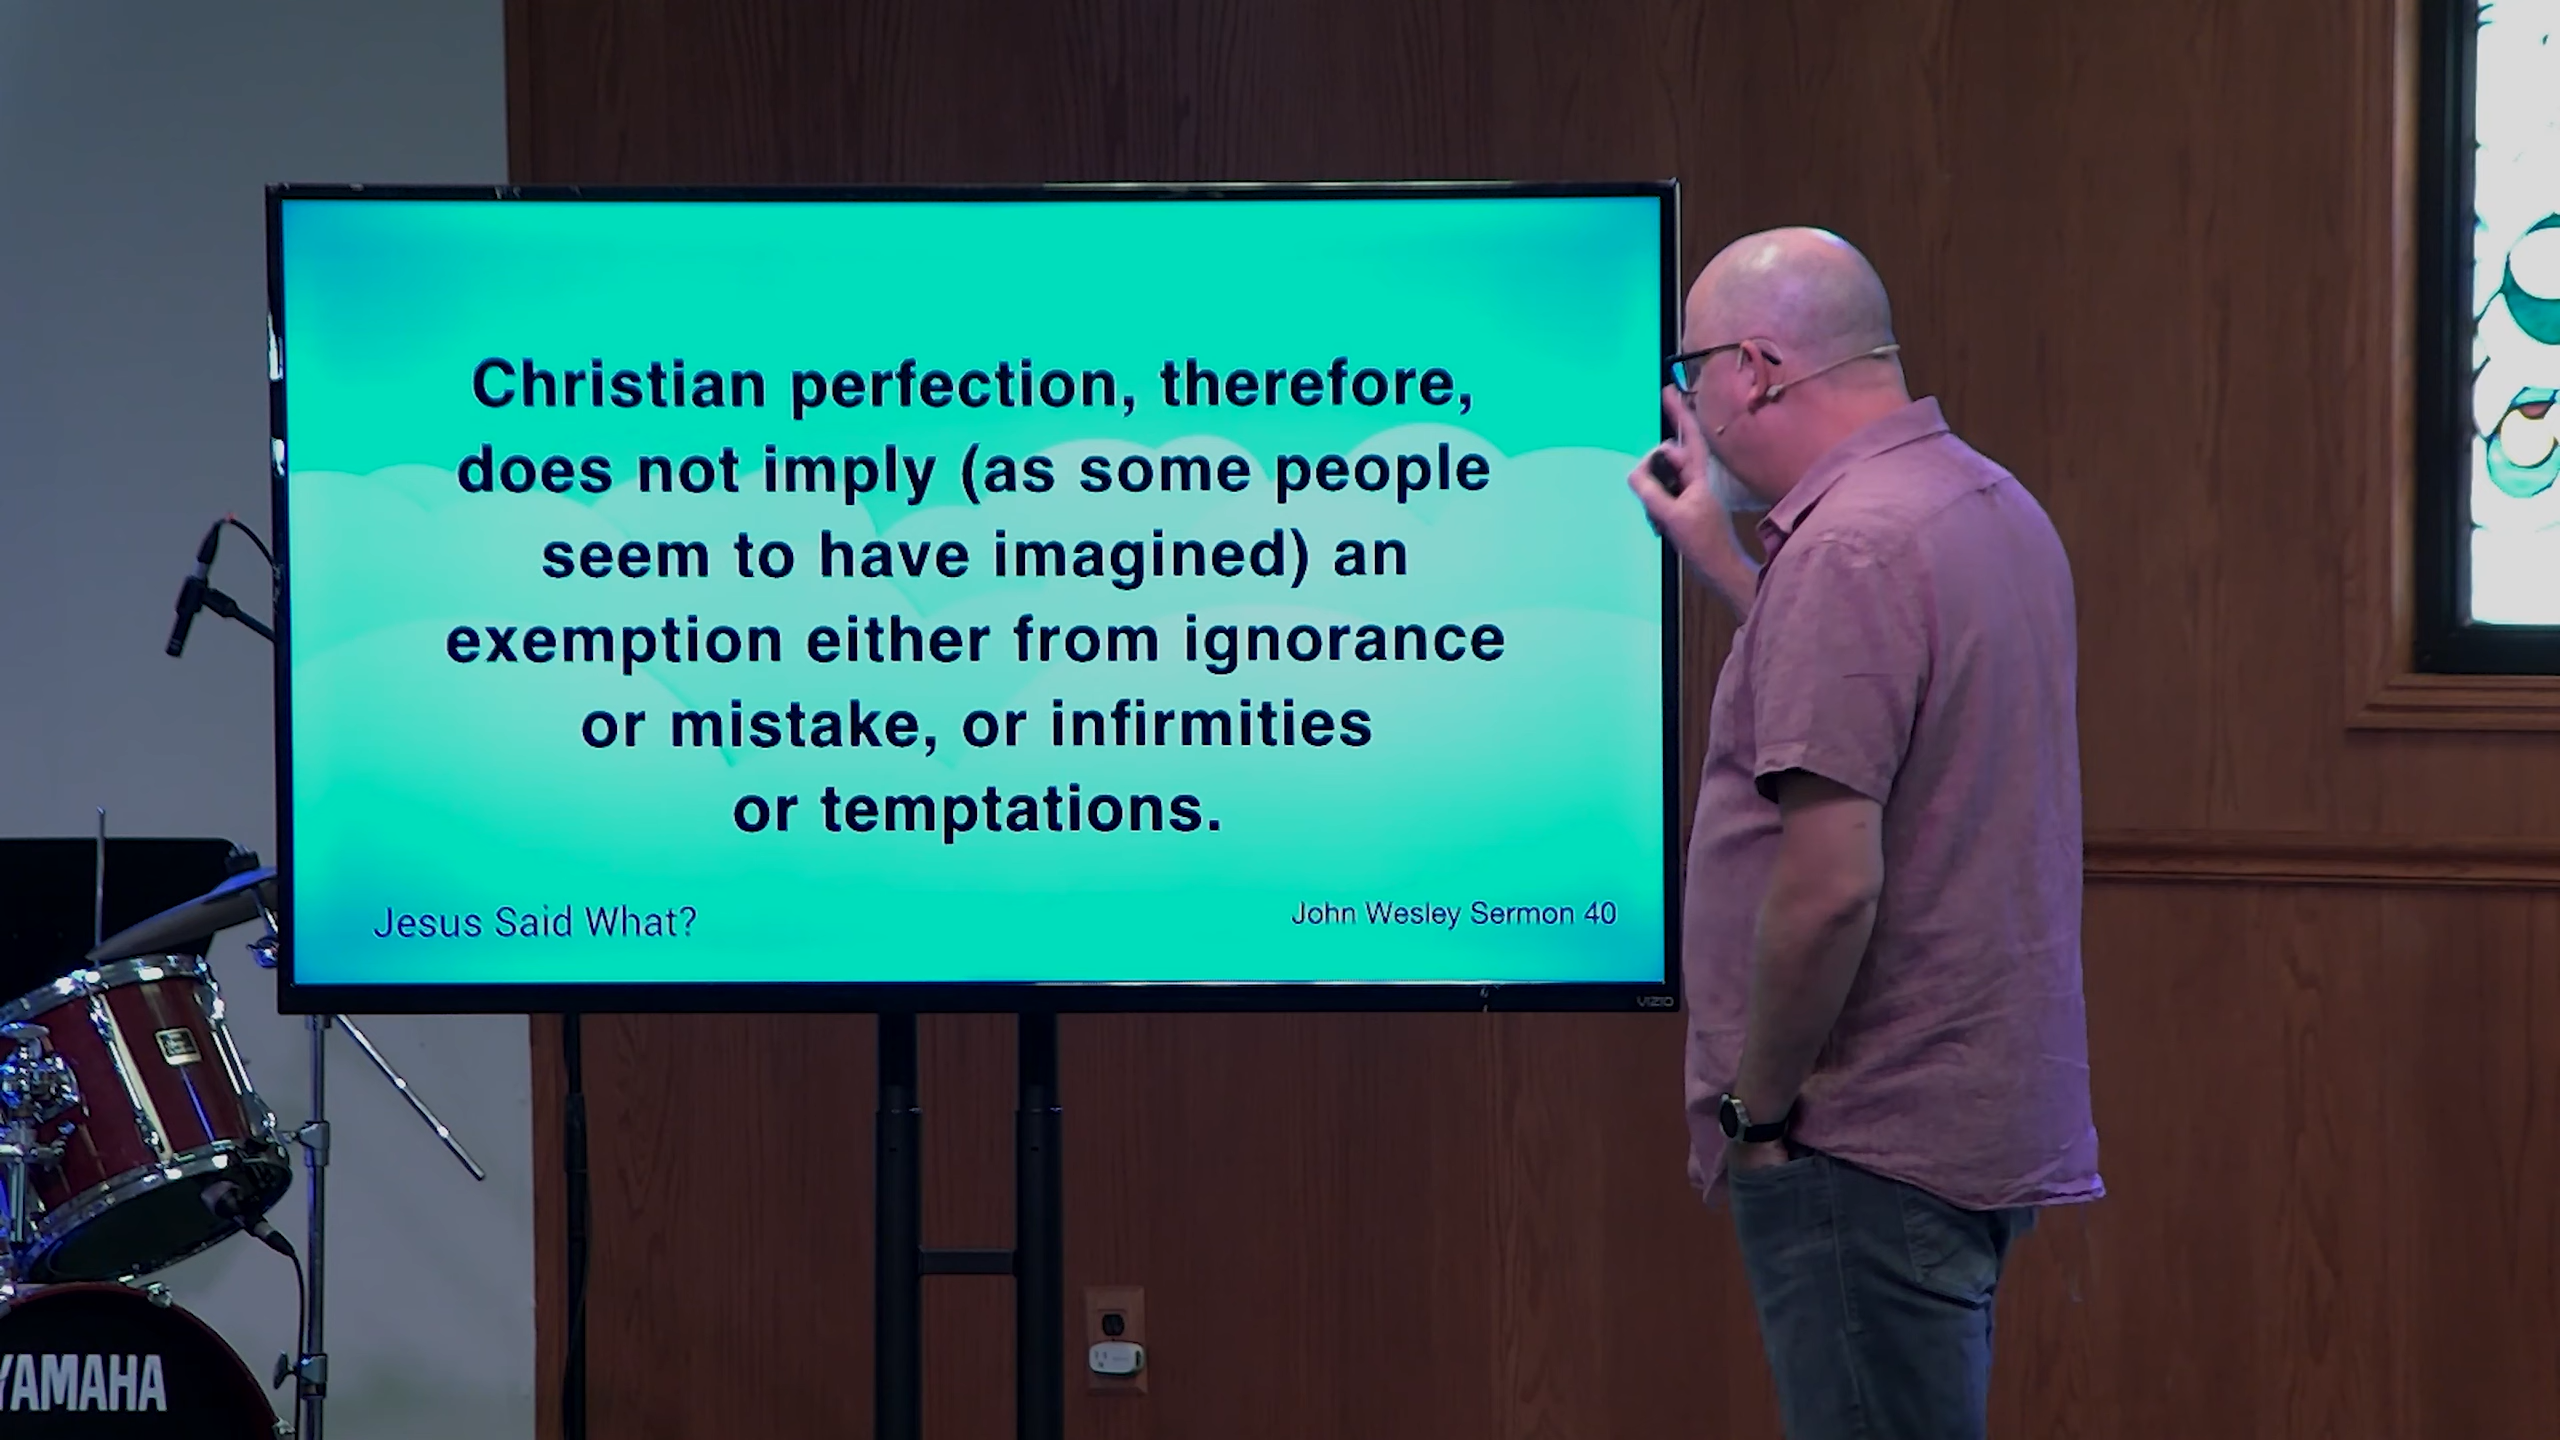 Christian perfection, therefore,
does not imply (as some people
seem to have imagined) an
exemption either from ignorance
or mistake, or infirmities
or temptations.
Jesus Said What?
John Wesley Sermon 40
VIZIO
YAMAHA